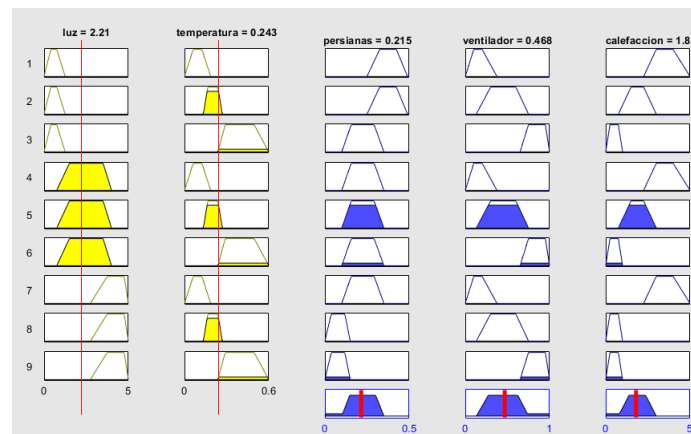 luz = 2.21
temperatura = 0.243
persianas = 0.215
ventilador = 0.468
calefaccion = 1.8
1
2
3
4
5
6
7
8
9
0 5
0 0.6
0 0.5
0 1
0 5